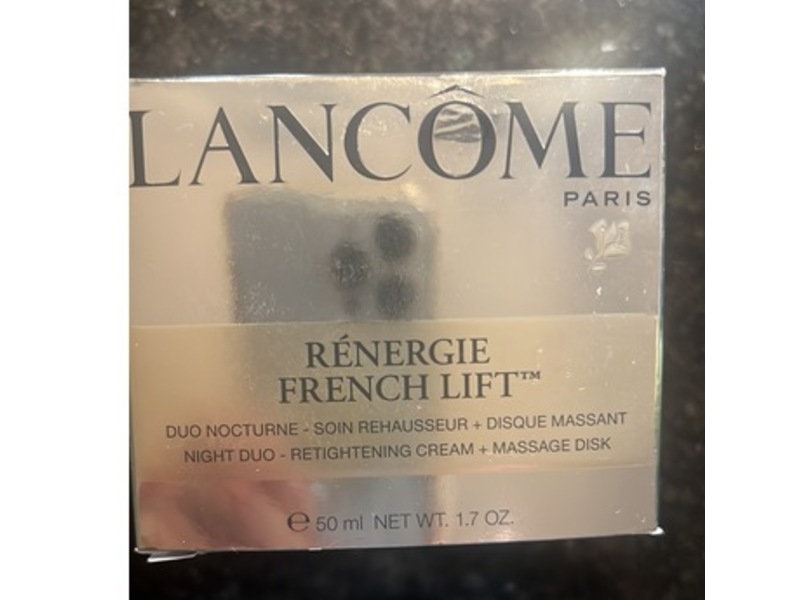 LANCÔME
PARIS
RÉNERGIE
FRENCH LIFT™
DUO NOCTURNE - SOIN REHAUSSEUR + DISQUE MASSANT
NIGHT DUO - RETIGHTENING CREAM + MASSAGE DISK
℮ 50 ml NET WT. 1.7 OZ.